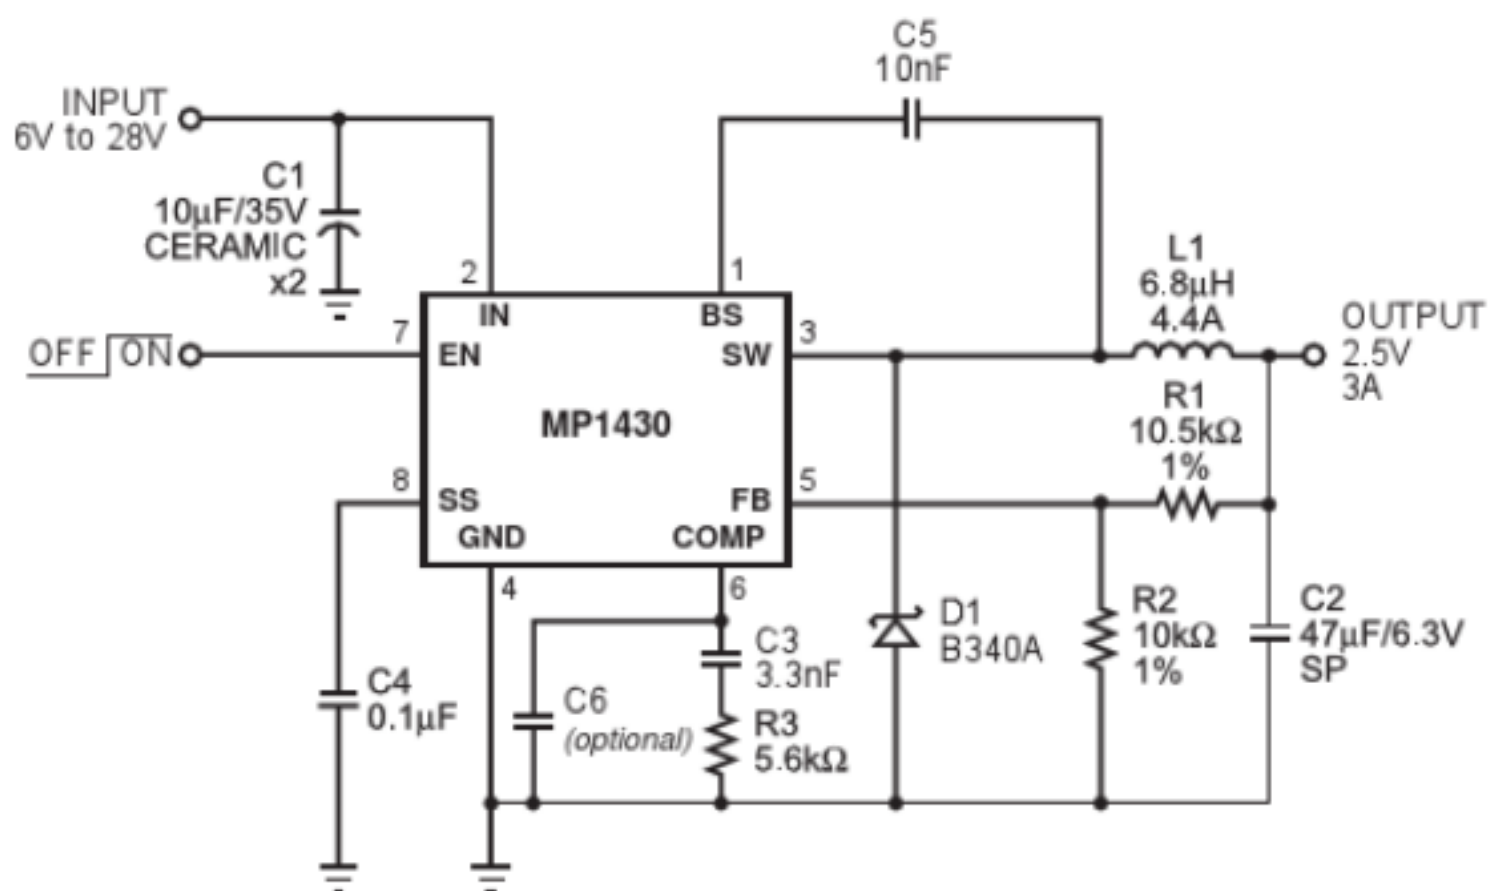 C5
10nF
INPUT
6V to 28V
C1
10µF/35V
CERAMIC
x2
2
1
IN
BS
L1
6.8µH
4.4A
OUTPUT
2.5V
3A
OFF ON
7
EN
SW
3
MP1430
R1
10.5kΩ
1%
8
SS
FB
5
GND
COMP
4
6
C4
0.1µF
C6
(optional)
C3
3.3nF
R3
5.6kΩ
D1
B340A
R2
10kΩ
1%
C2
47µF/6.3V
SP